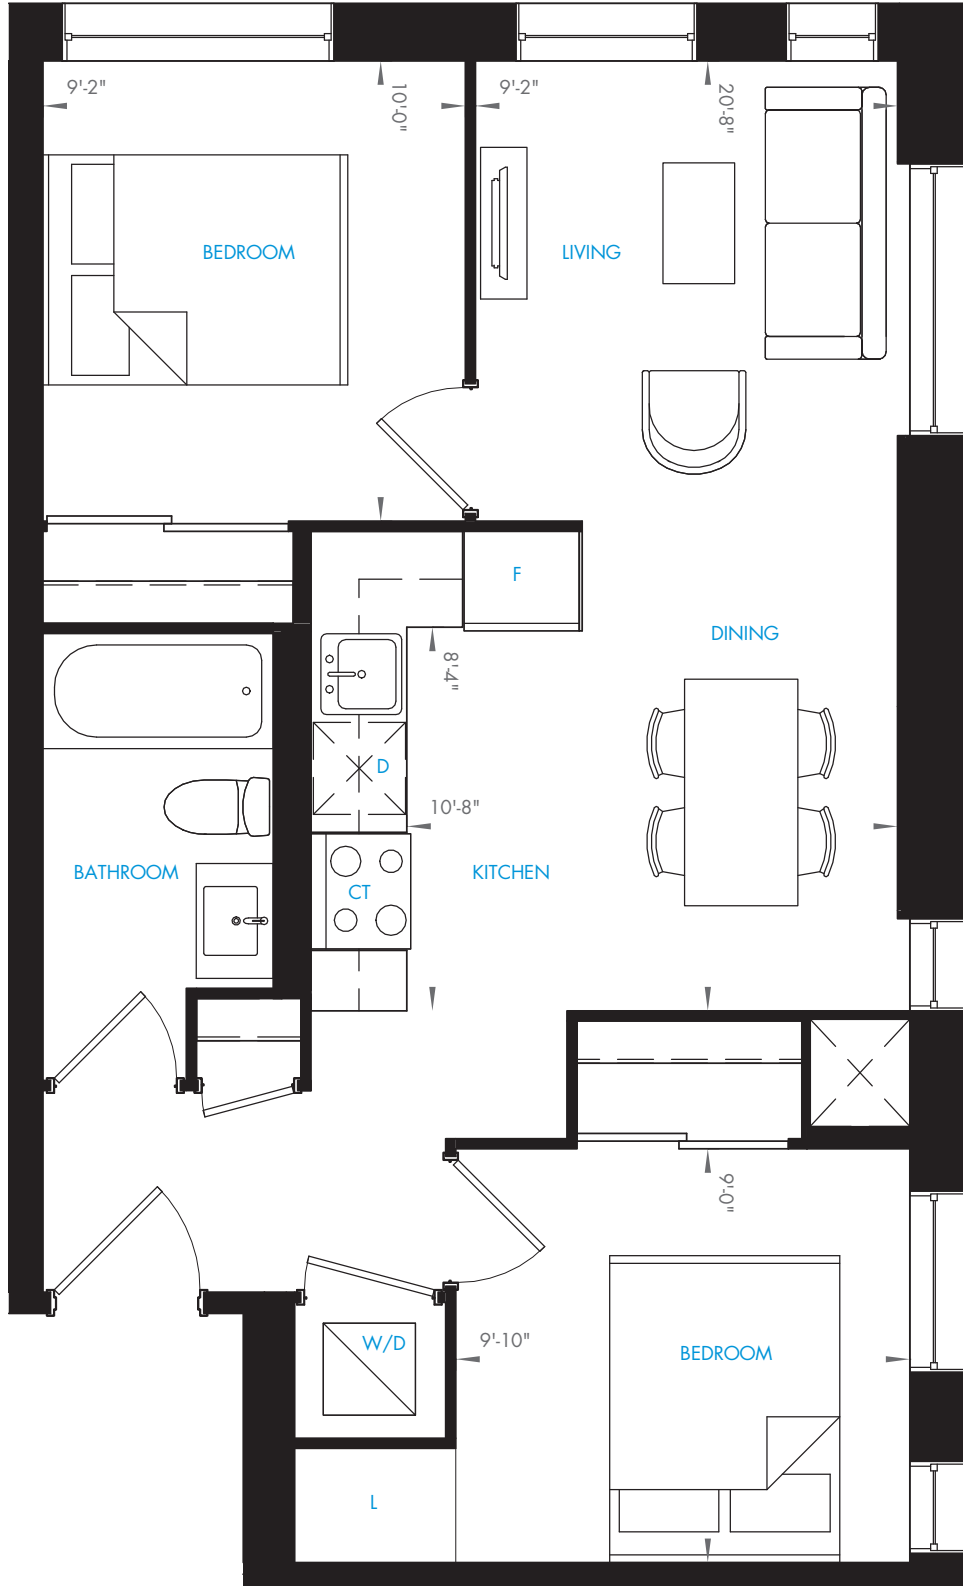 9'-2"
10'-0"
9'-2"
20'-8"
BEDROOM
LIVING
F
DINING
8'-4"
D
10'-8"
BATHROOM
KITCHEN
CT
9'-0"
W/D
9'-10"
BEDROOM
L